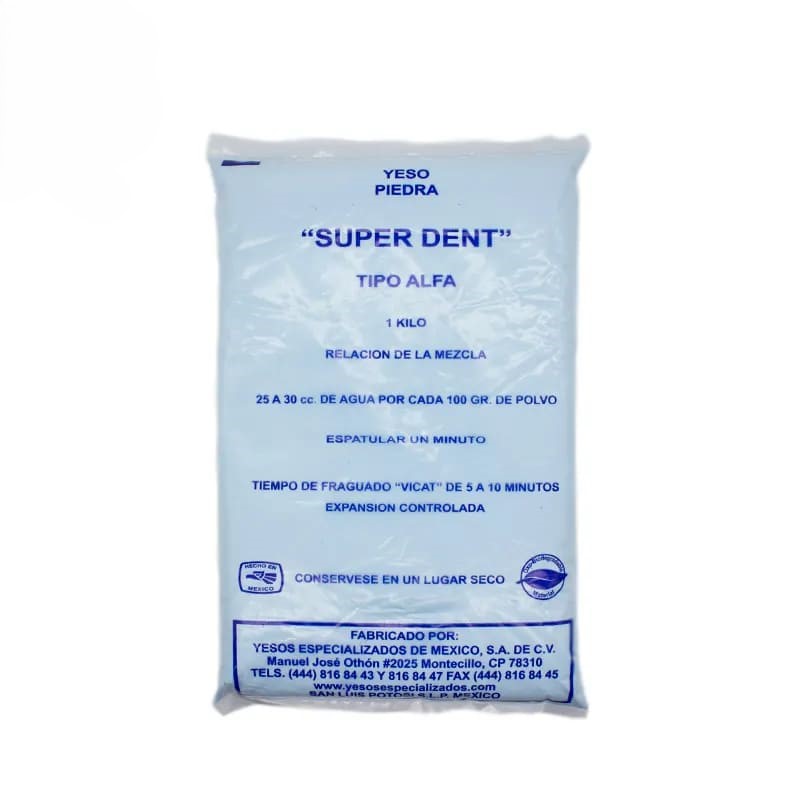 YESO
PIEDRA
“SUPER DENT”
TIPO ALFA
1 KILO
RELACION DE LA MEZCLA
25 A 30 cc. DE AGUA POR CADA 100 GR. DE POLVO
ESPATULAR UN MINUTO
TIEMPO DE FRAGUADO “VICAT” DE 5 A 10 MINUTOS
EXPANSION CONTROLADA
HECHO EN
MEXICO
CONSERVESE EN UN LUGAR SECO
Oxo-Biodegradable
Material
FABRICADO POR:
YESOS ESPECIALIZADOS DE MEXICO, S.A. DE C.V.
Manuel José Othón #2025 Montecillo, CP 78310
TELS. (444) 816 84 43 Y 816 84 47 FAX (444) 816 84 45
www.yesosespecializados.com
SAN LUIS POTOSI S.L.P. MEXICO